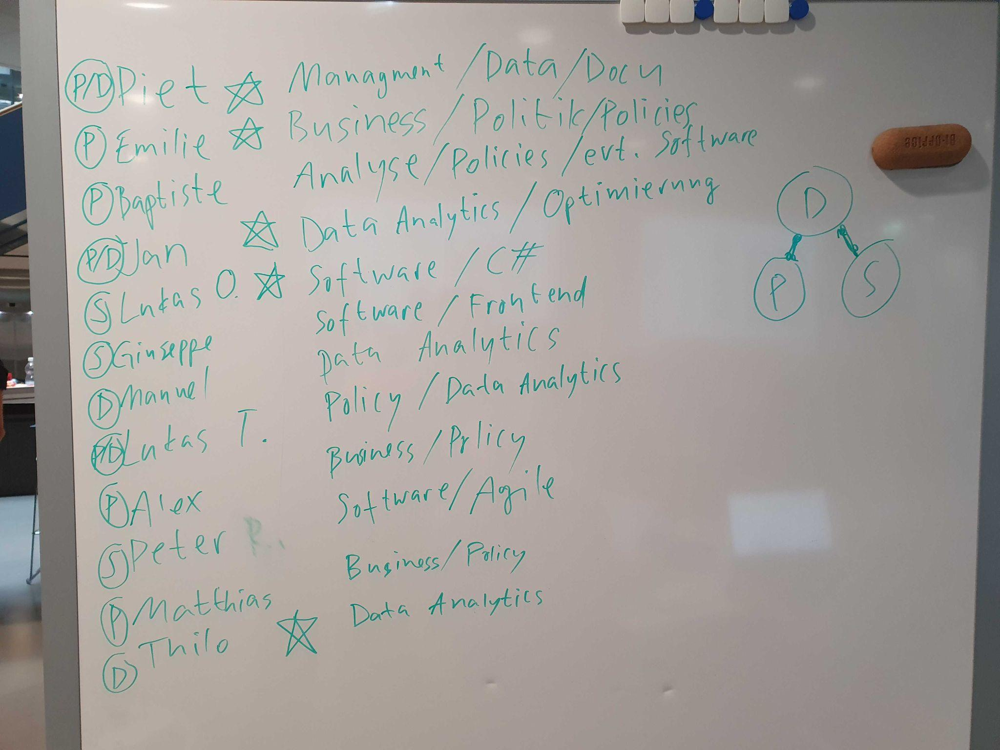 P/D Piet Managment / Data / Docu
P Emilie Business / Politik / Policies
P Baptiste Analyse / Policies / evt. Software
P/D Jan Data Analytics / Optimierung
S Lukas O. Software / C#
S Giuseppe Software / Frontend
D Manuel Data Analytics
P/D Lukas T. Policy / Data Analytics
P Alex Business / Policy
S Peter R. Software / Agile
P Matthias Business / Policy
D Thilo Data Analytics
D
P S
BI-OFFICE